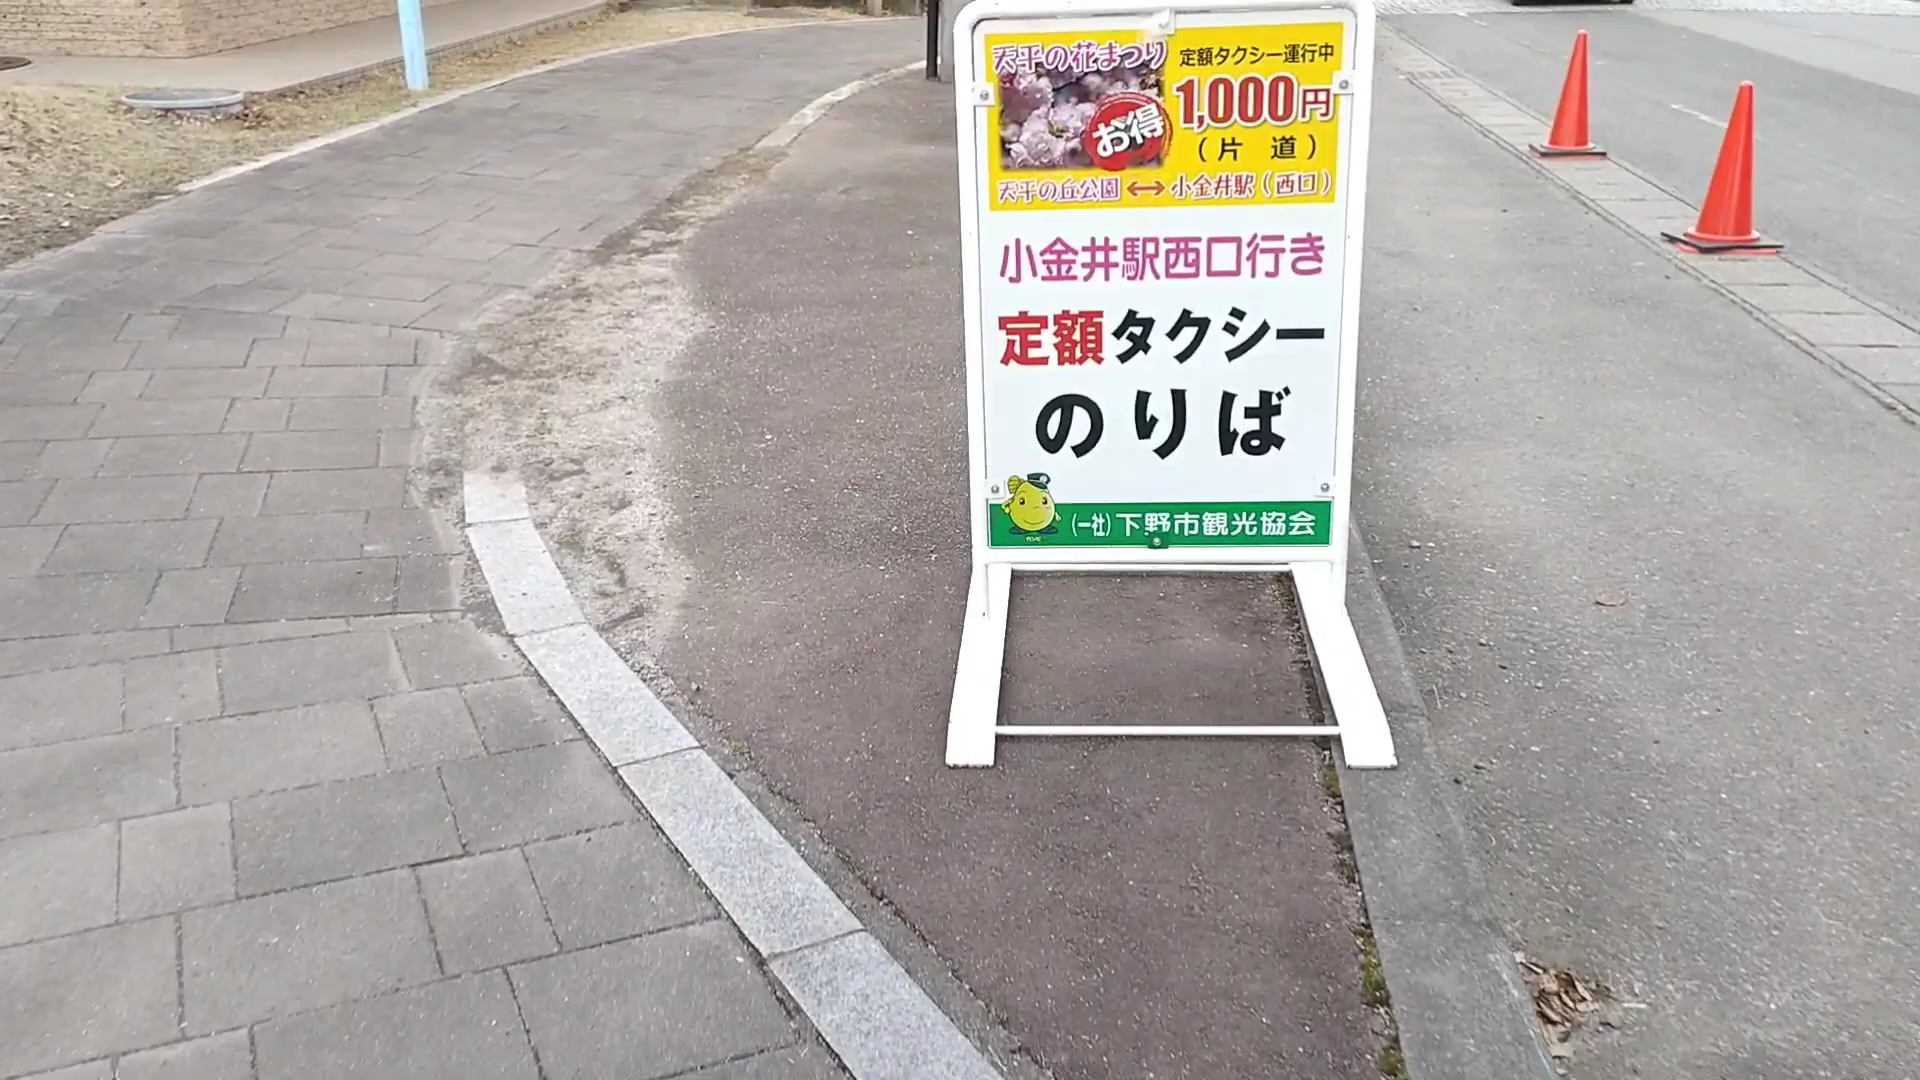 天平の花まつり
定額タクシー運行中
1,000円
お得
(片 道)
天平の丘公園 ↔ 小金井駅(西口)
小金井駅西口行き
定額タクシー
のりば
(一社)下野市観光協会